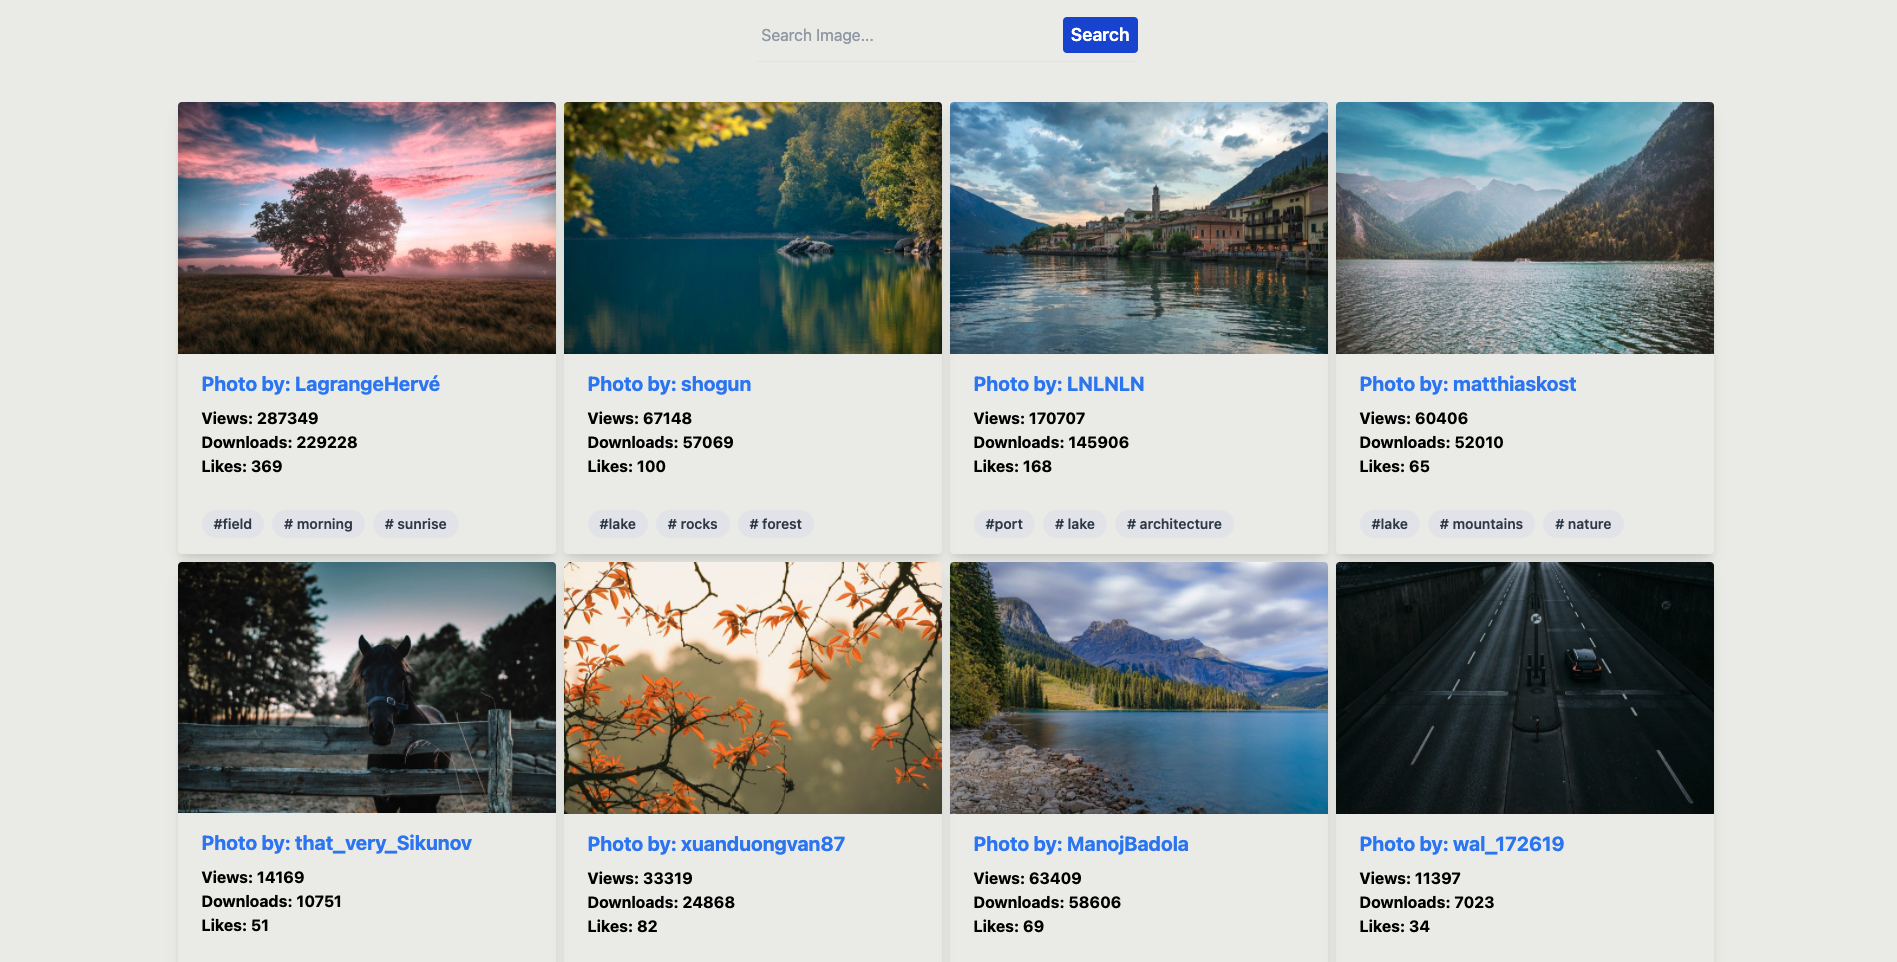 Search Image...
Search
Photo by: LagrangeHervé
Views: 287349
Downloads: 229228
Likes: 369
#field # morning # sunrise
Photo by: shogun
Views: 67148
Downloads: 57069
Likes: 100
#lake # rocks # forest
Photo by: LNLNLN
Views: 170707
Downloads: 145906
Likes: 168
#port # lake # architecture
Photo by: matthiaskost
Views: 60406
Downloads: 52010
Likes: 65
#lake # mountains # nature
Photo by: that_very_Sikunov
Views: 14169
Downloads: 10751
Likes: 51
Photo by: xuanduongvan87
Views: 33319
Downloads: 24868
Likes: 82
Photo by: ManojBadola
Views: 63409
Downloads: 58606
Likes: 69
Photo by: wal_172619
Views: 11397
Downloads: 7023
Likes: 34